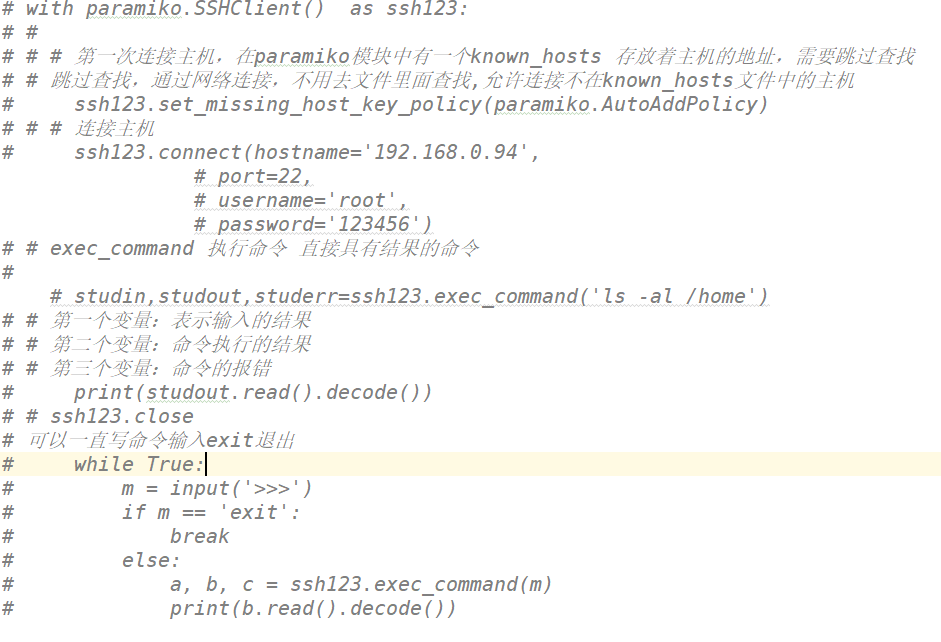 # with paramiko.SSHClient()  as ssh123:
# #
# # # 第一次连接主机，在paramiko模块中有一个known_hosts 存放着主机的地址，需要跳过查找
# # 跳过查找，通过网络连接，不用去文件里面查找,允许连接不在known_hosts文件中的主机
#     ssh123.set_missing_host_key_policy(paramiko.AutoAddPolicy)
# # # 连接主机
#     ssh123.connect(hostname='192.168.0.94',
                # port=22,
                # username='root',
                # password='123456')
# # exec_command 执行命令 直接具有结果的命令
#
    # studin,studout,studerr=ssh123.exec_command('ls -al /home')
# # 第一个变量：表示输入的结果
# # 第二个变量：命令执行的结果
# # 第三个变量：命令的报错
#     print(studout.read().decode())
# # ssh123.close
# 可以一直写命令输入exit退出
#     while True:
#         m = input('>>>')
#         if m == 'exit':
#             break
#         else:
#             a, b, c = ssh123.exec_command(m)
#             print(b.read().decode())